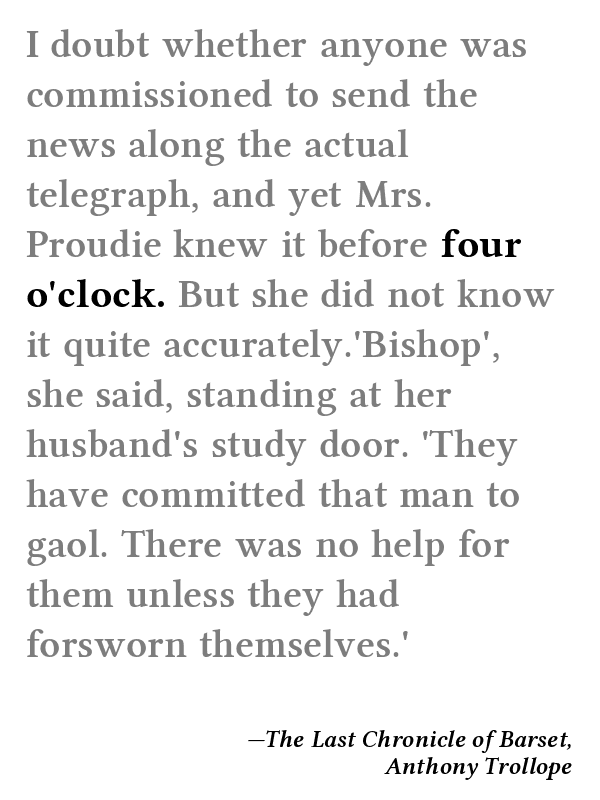 I doubt whether anyone was
commissioned to send the
news along the actual
telegraph, and yet Mrs.
Proudie knew it before four
o'clock. But she did not know
it quite accurately.'Bishop',
she said, standing at her
husband's study door. 'They
have committed that man to
gaol. There was no help for
them unless they had
forsworn themselves.'
—The Last Chronicle of Barset,
Anthony Trollope